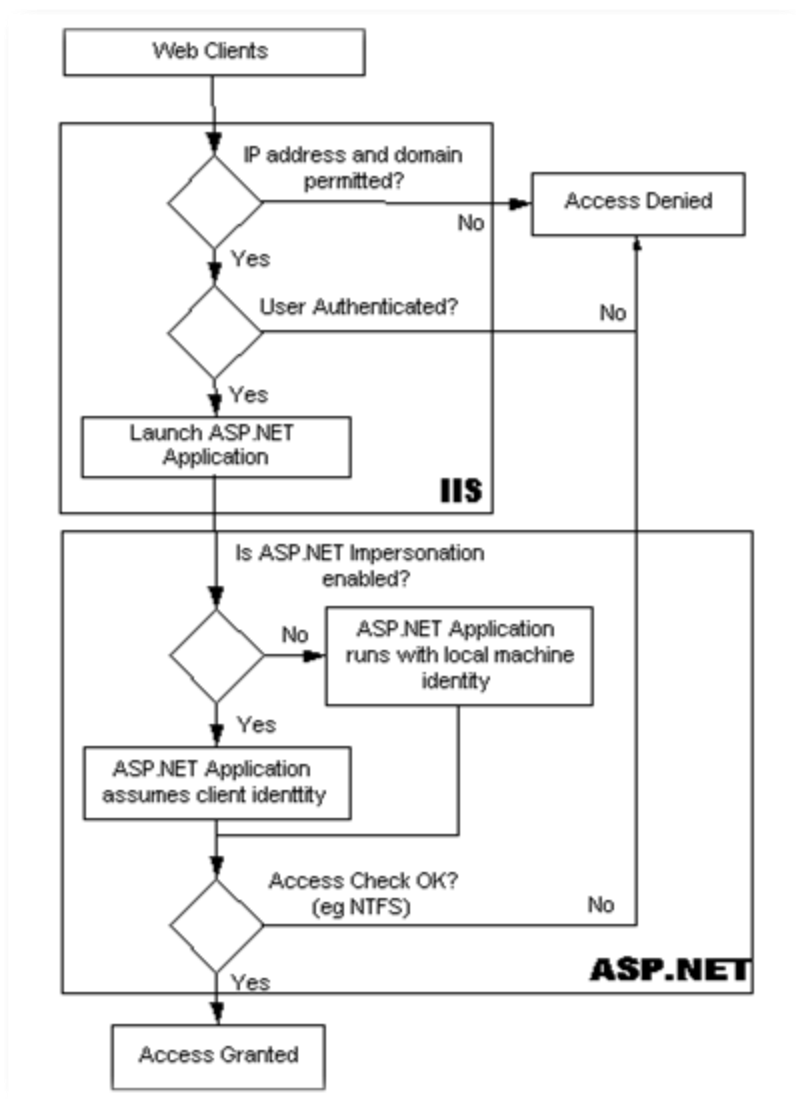 Web Clients
IP address and domain
permitted?
Access Denied
No
Yes
User Authenticated?
No
Yes
Launch ASP.NET
Application
IIS
Is ASP.NET Impersonation
enabled?
No
ASP.NET Application
runs with local machine
identity
Yes
ASP.NET Application
assumes client identtity
Access Check OK?
(eg NTFS)
No
ASP.NET
Yes
Access Granted